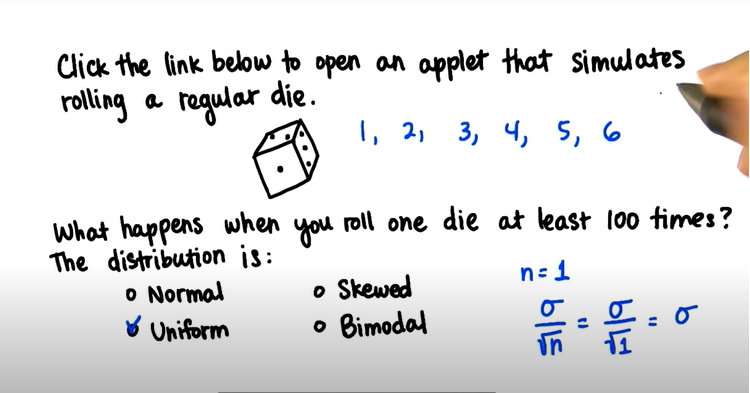 Click the link below to open an applet that simulates
rolling a regular die.
1, 2, 3, 4, 5, 6
What happens when you roll one die at least 100 times?
The distribution is:
o Normal
o Skewed
o Uniform
o Bimodal
n = 1
σ/√n = σ/√1 = σ